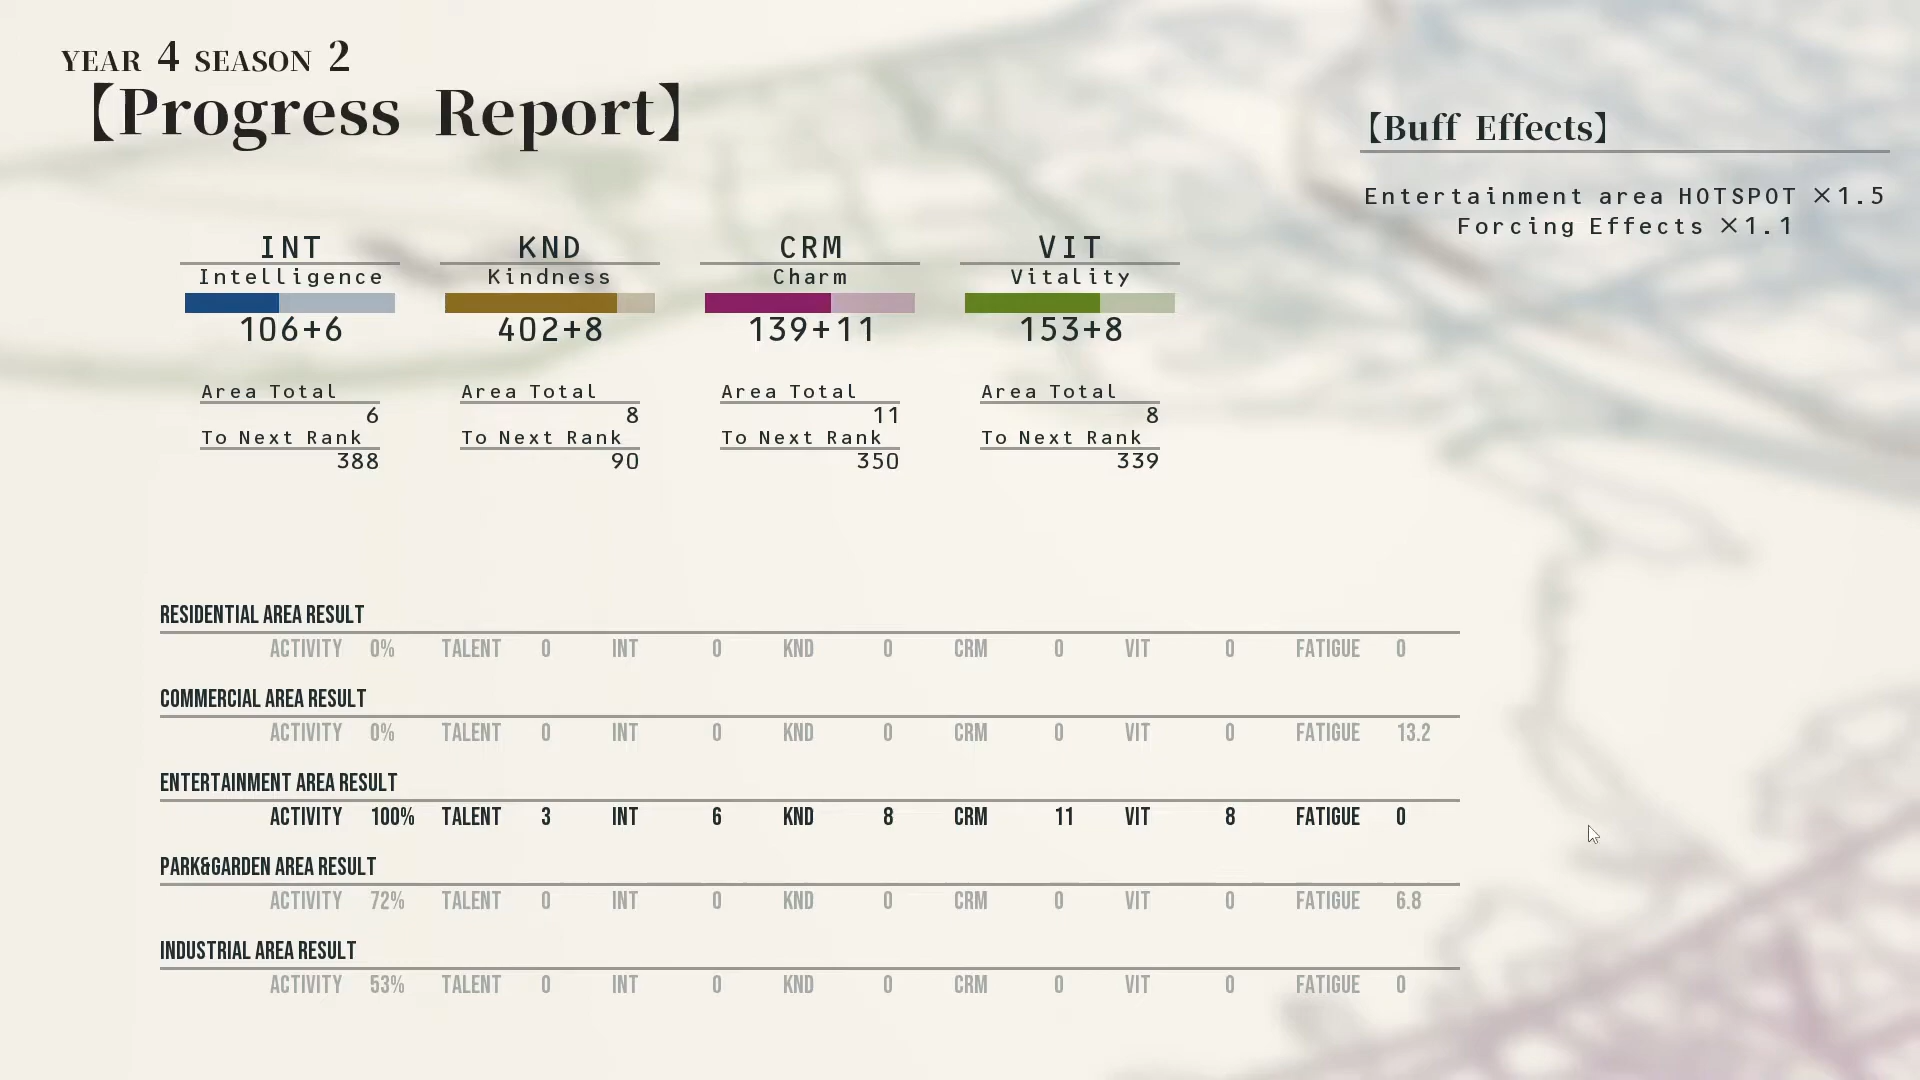 YEAR 4 SEASON 2
【Progress Report】
【Buff Effects】
Entertainment area HOTSPOT ×1.5
Forcing Effects ×1.1
INT KND CRM VIT
Intelligence Kindness Charm Vitality
106+6 402+8 139+11 153+8
Area Total Area Total Area Total Area Total
6 8 11 8
To Next Rank To Next Rank To Next Rank To Next Rank
388 90 350 339
RESIDENTIAL AREA RESULT
ACTIVITY 0% TALENT 0 INT 0 KND 0 CRM 0 VIT 0 FATIGUE 0
COMMERCIAL AREA RESULT
ACTIVITY 0% TALENT 0 INT 0 KND 0 CRM 0 VIT 0 FATIGUE 13.2
ENTERTAINMENT AREA RESULT
ACTIVITY 100% TALENT 3 INT 6 KND 8 CRM 11 VIT 8 FATIGUE 0
PARK&GARDEN AREA RESULT
ACTIVITY 72% TALENT 0 INT 0 KND 0 CRM 0 VIT 0 FATIGUE 6.8
INDUSTRIAL AREA RESULT
ACTIVITY 53% TALENT 0 INT 0 KND 0 CRM 0 VIT 0 FATIGUE 0